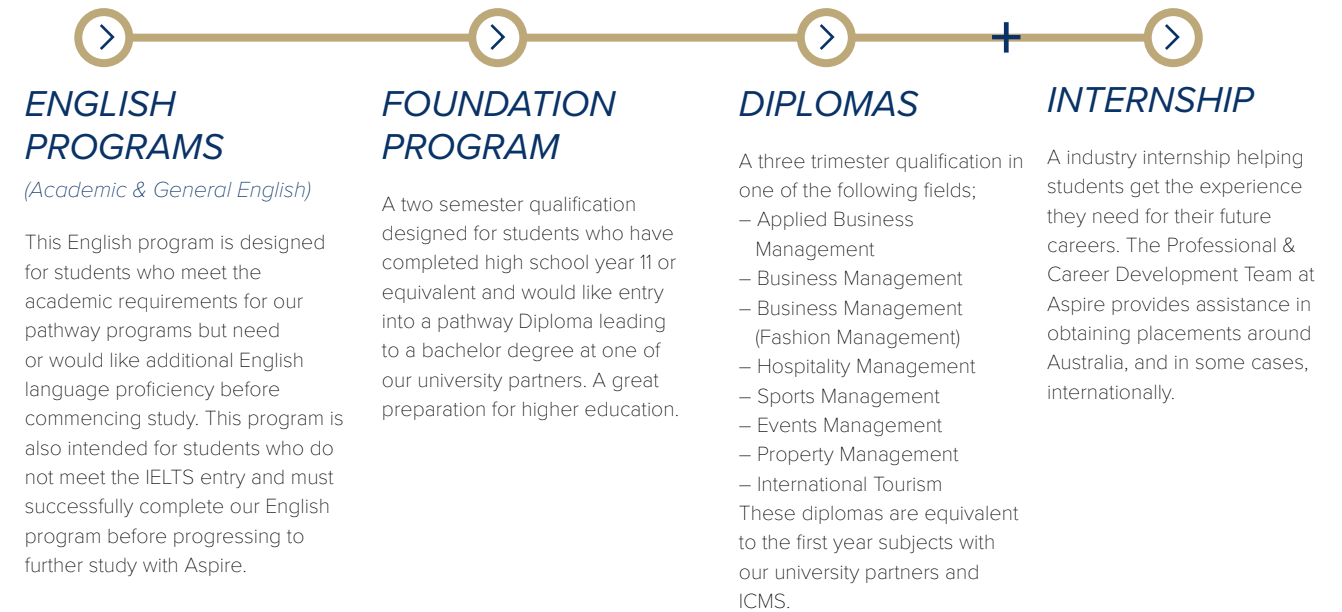 ENGLISH
PROGRAMS
(Academic & General English)
This English program is designed
for students who meet the
academic requirements for our
pathway programs but need
or would like additional English
language proficiency before
commencing study. This program is
also intended for students who do
not meet the IELTS entry and must
successfully complete our English
program before progressing to
further study with Aspire.
FOUNDATION
PROGRAM
A two semester qualification
designed for students who have
completed high school year 11 or
equivalent and would like entry
into a pathway Diploma leading
to a bachelor degree at one of
our university partners. A great
preparation for higher education.
DIPLOMAS
A three trimester qualification in
one of the following fields;
– Applied Business
Management
– Business Management
– Business Management
(Fashion Management)
– Hospitality Management
– Sports Management
– Events Management
– Property Management
– International Tourism
These diplomas are equivalent
to the first year subjects with
our university partners and
ICMS.
+
INTERNSHIP
A industry internship helping
students get the experience
they need for their future
careers. The Professional &
Career Development Team at
Aspire provides assistance in
obtaining placements around
Australia, and in some cases,
internationally.